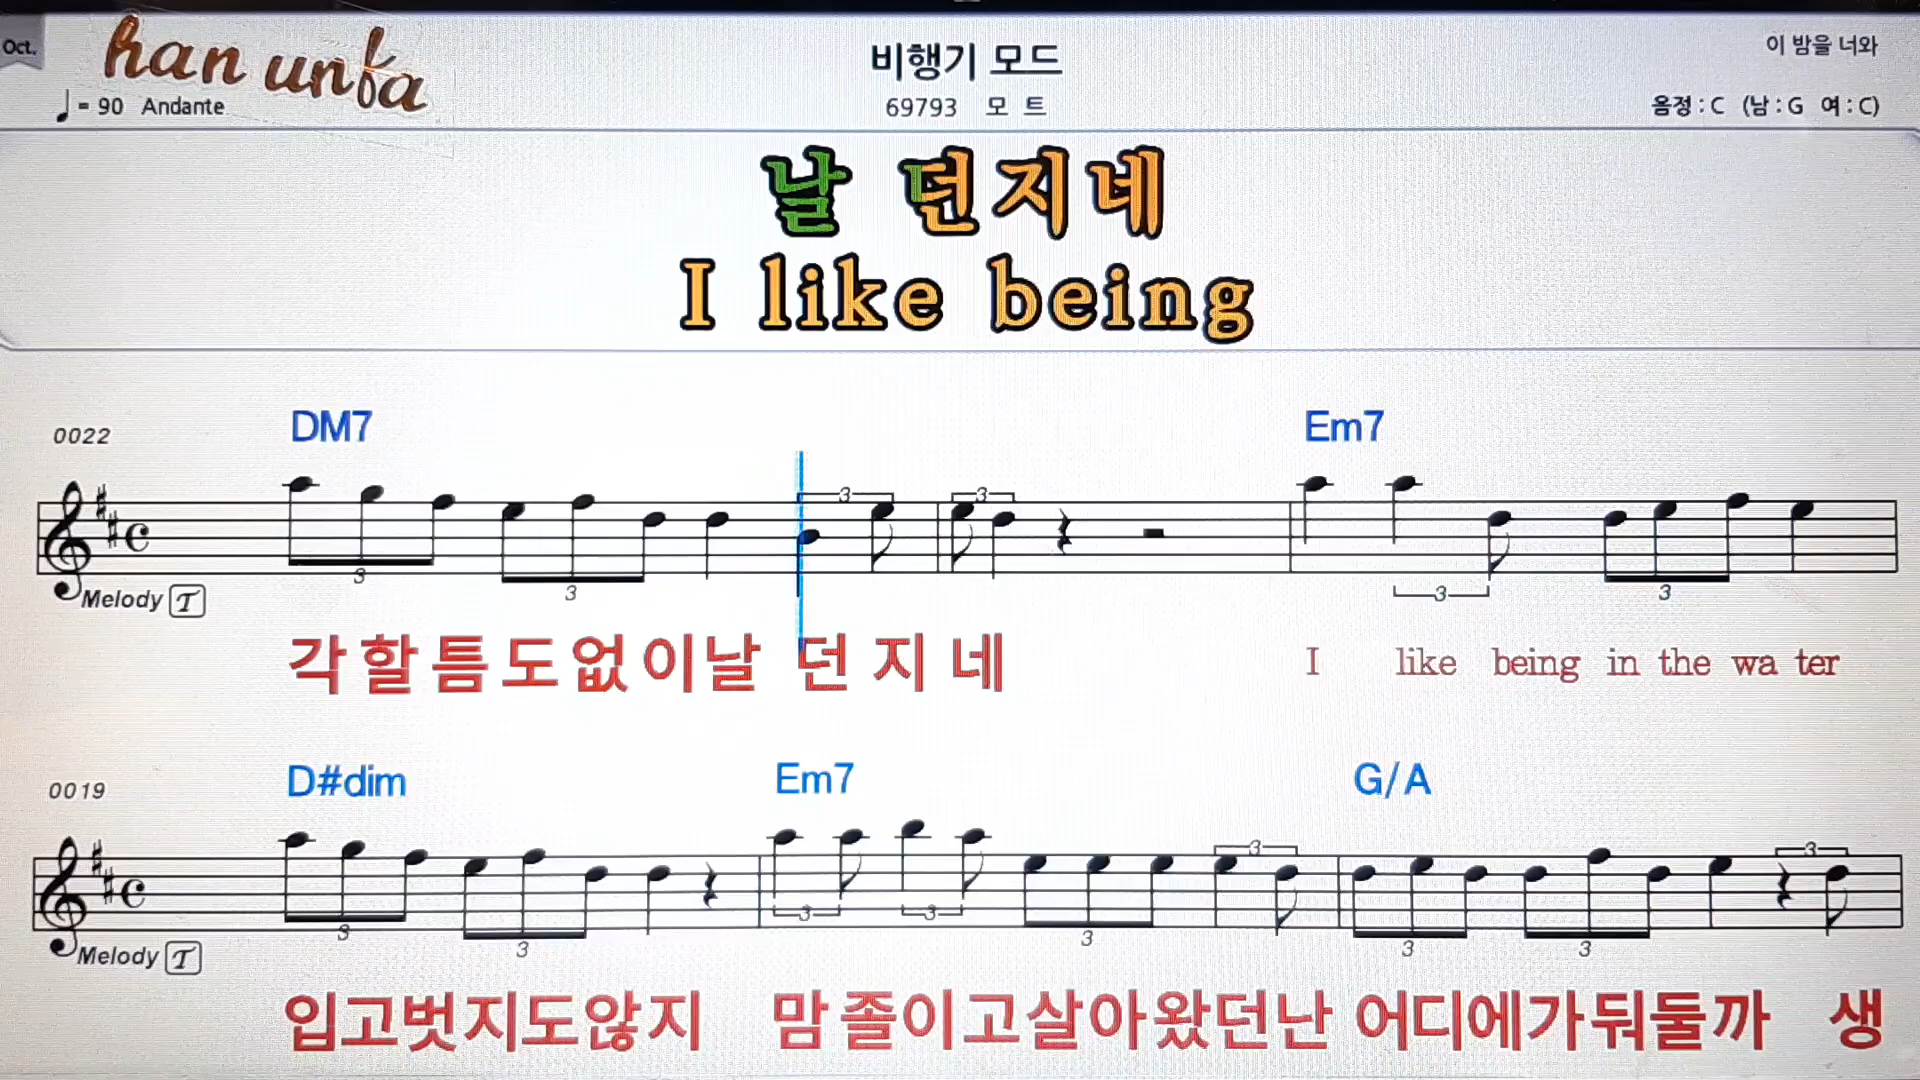 Oct.
han unfa
비행기 모드
이 밤을 너와
♩ = 90 Andante
69793 모 트
음정 : C (남 : G 여 : C)
날 던지네
I like being
0022
DM7
Em7
3 3
3 3 3 3
Melody T
각할틈도없이날 던 지 네 I like being in the wa ter
0019
D#dim
Em7
G/A
3 3
3 3 3 3 3 3 3
Melody T
입고벗지도않지 맘졸이고살아왔던난 어디에가둬둘까 생